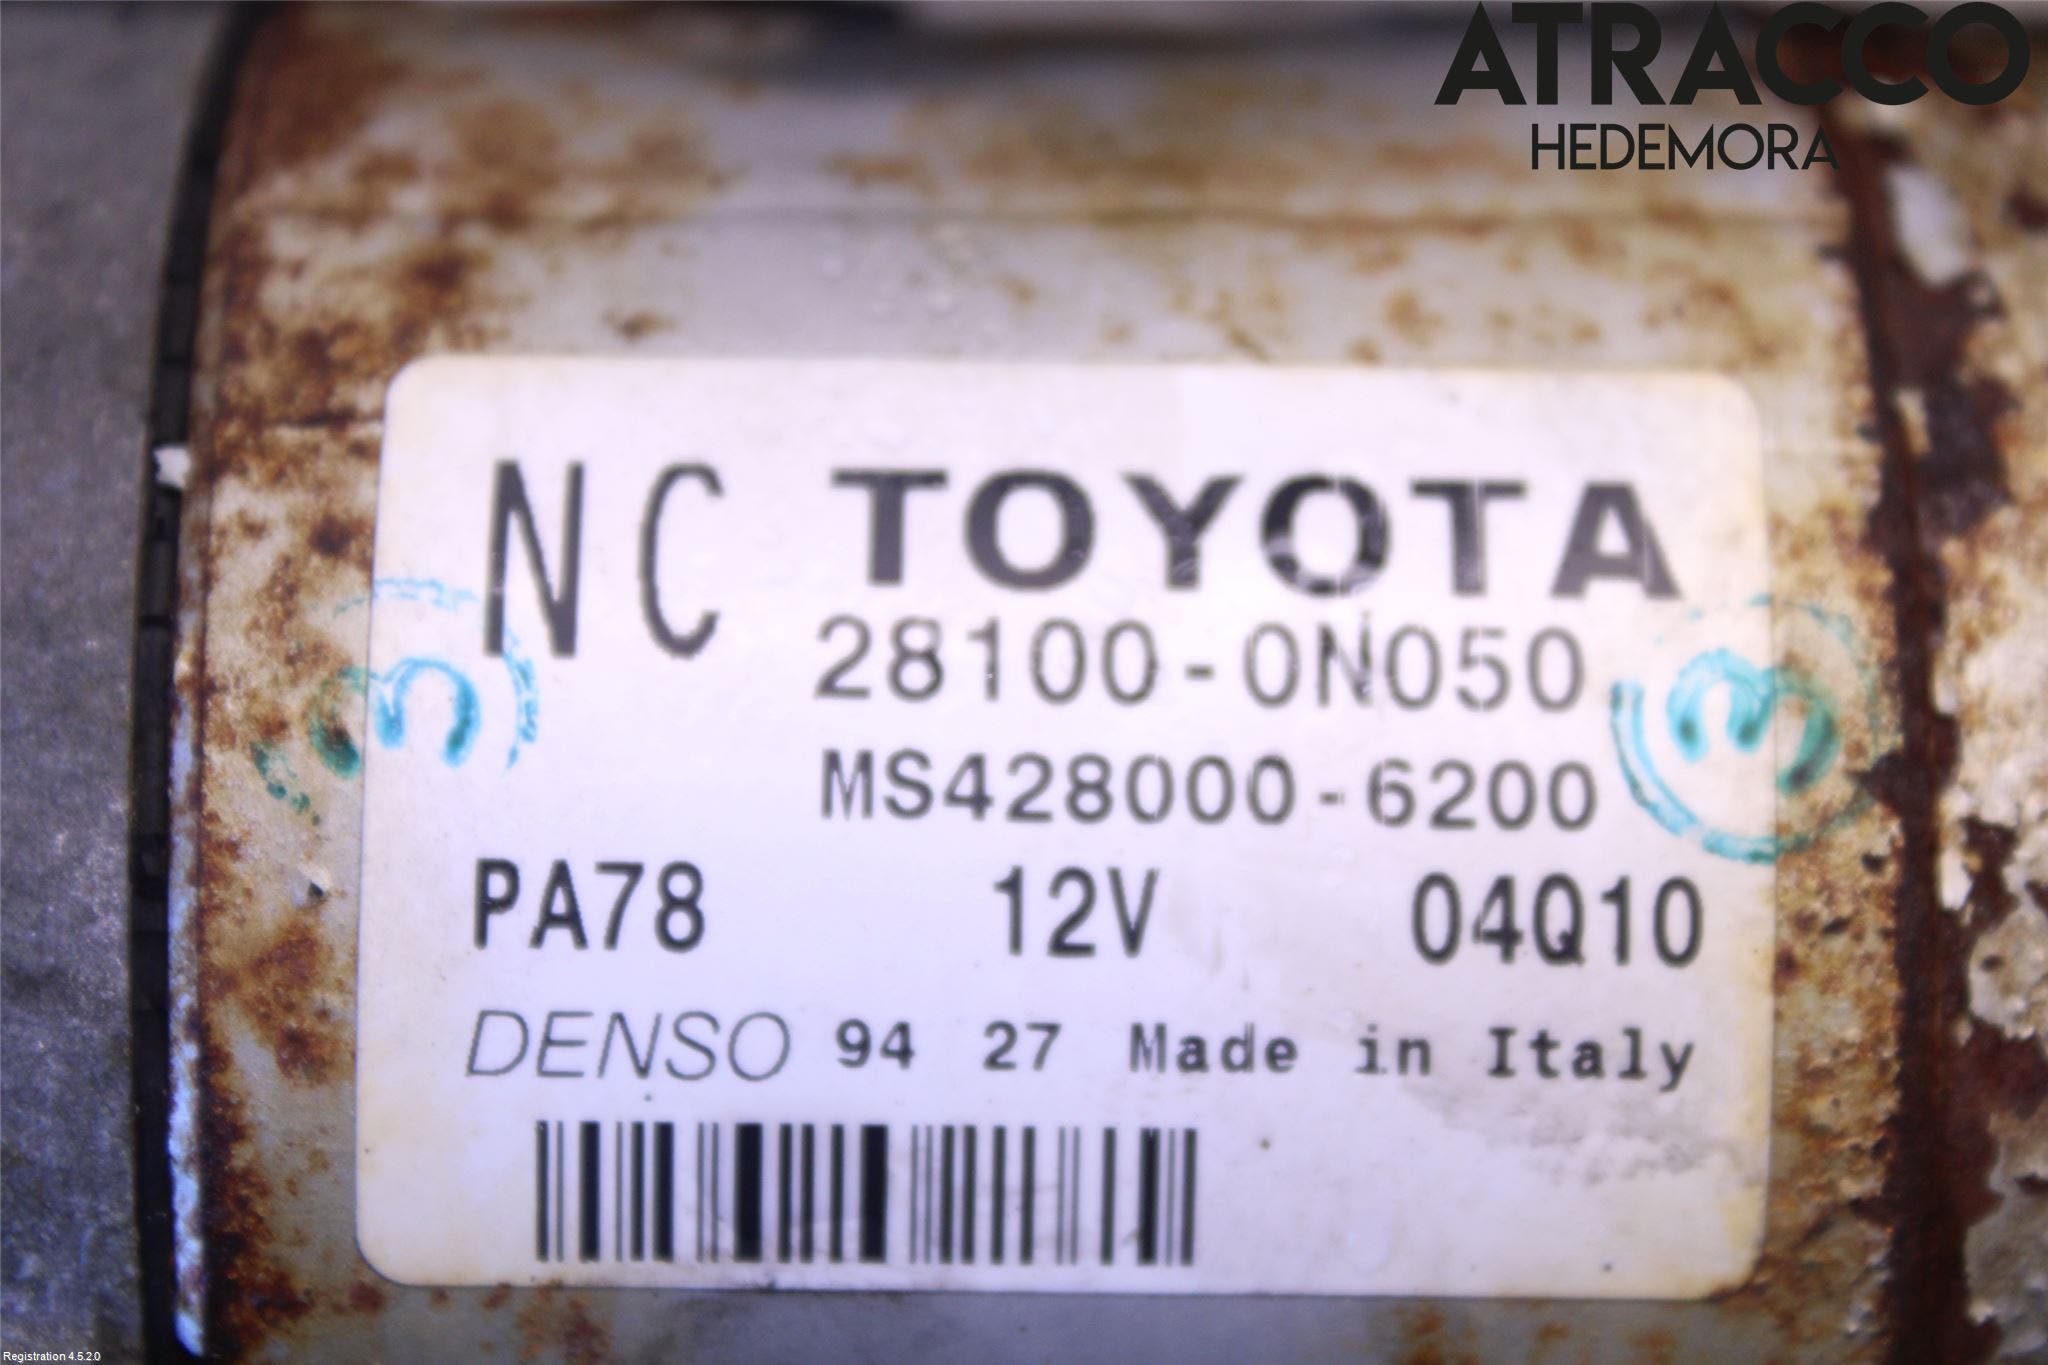 ATRACCO
HEDEMORA
NC TOYOTA
28100-0N050
MS428000-6200
PA78 12V 04Q10
DENSO 94 27 Made in Italy
Registration 4.5.2.0